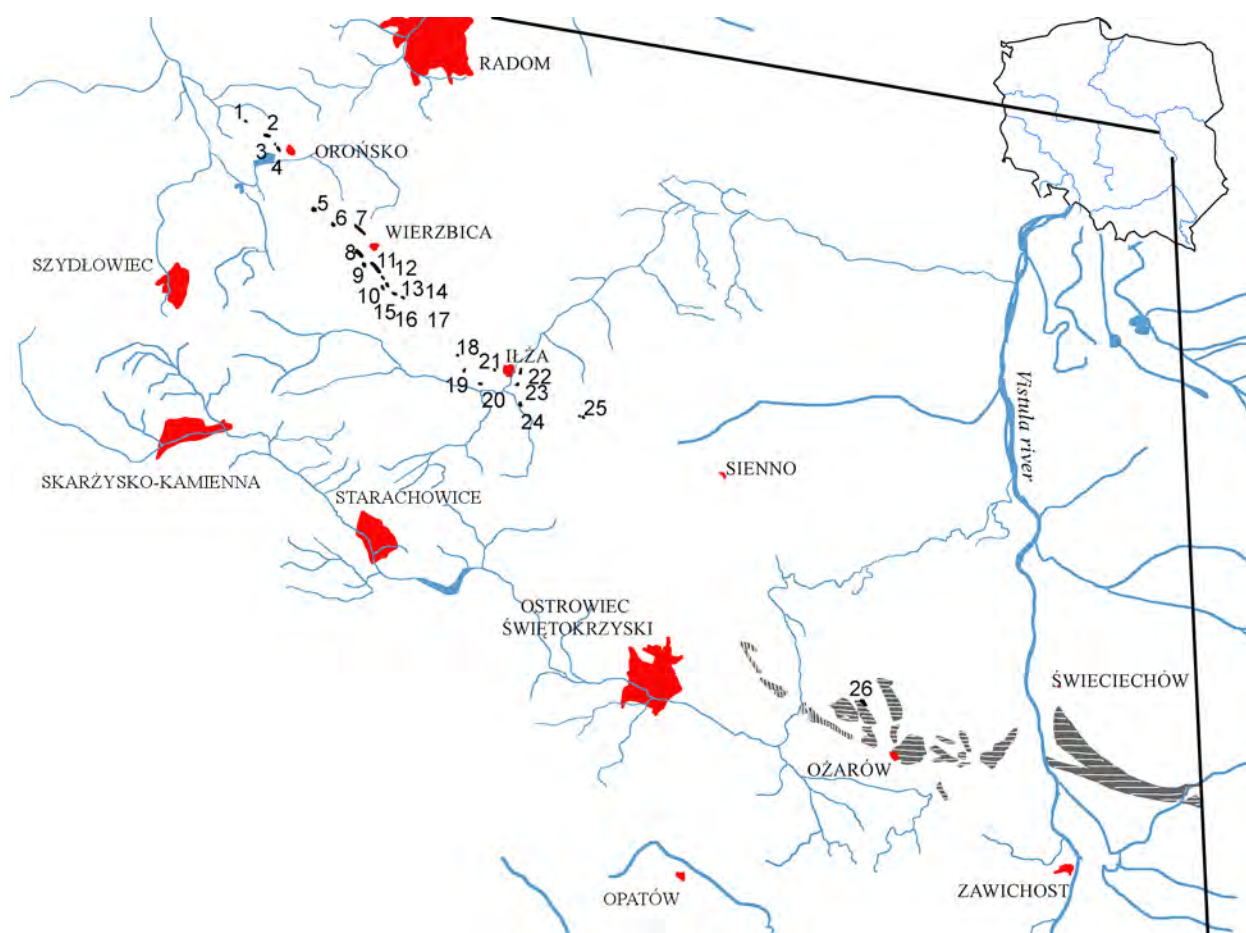 RADOM
1
2
3
4
OROŃSKO
5
6
7
WIERZBICA
8
9
10
11
12
13
14
15
16
17
SZYDŁOWIEC
18
19
20
21
IŁŻA
22
23
24
25
Vistula river
SKARŻYSKO-KAMIENNA
SIENNO
STARACHOWICE
OSTROWIEC
ŚWIĘTOKRZYSKI
26
ŚWIECIECHÓW
OŻARÓW
OPATÓW
ZAWICHOST